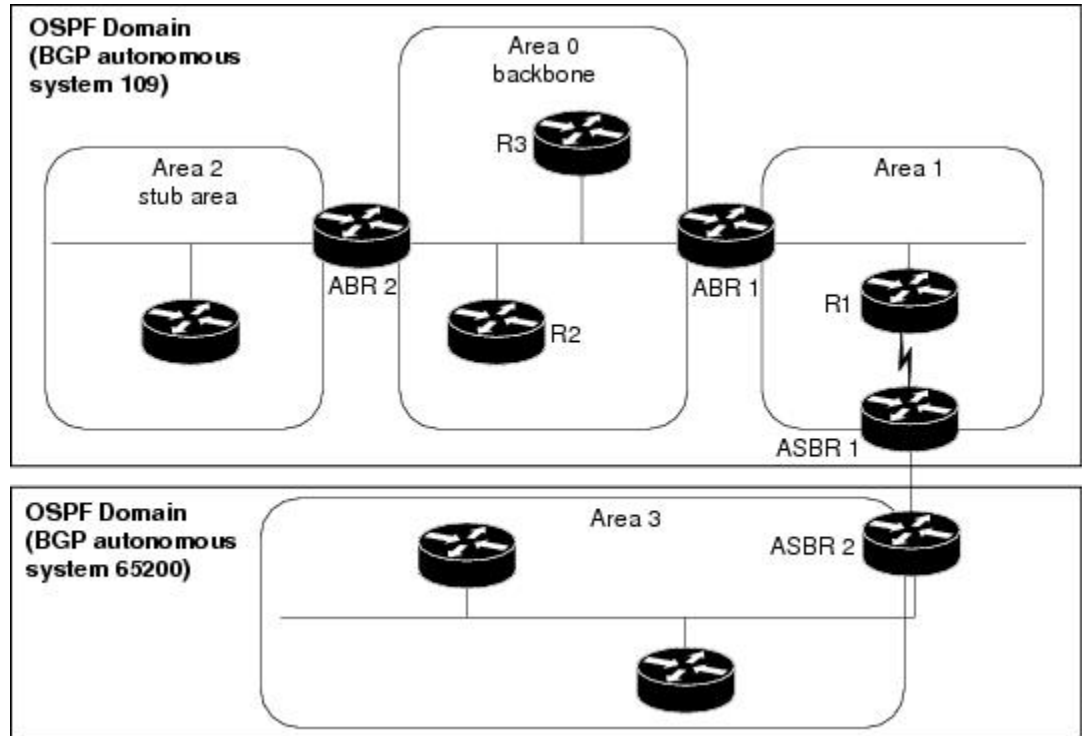 OSPF Domain
(BGP autonomous
system 109)
Area 0
backbone
R3
Area 2
stub area
Area 1
ABR 2
ABR 1
R1
R2
ASBR 1
OSPF Domain
(BGP autonomous
system 65200)
Area 3
ASBR 2